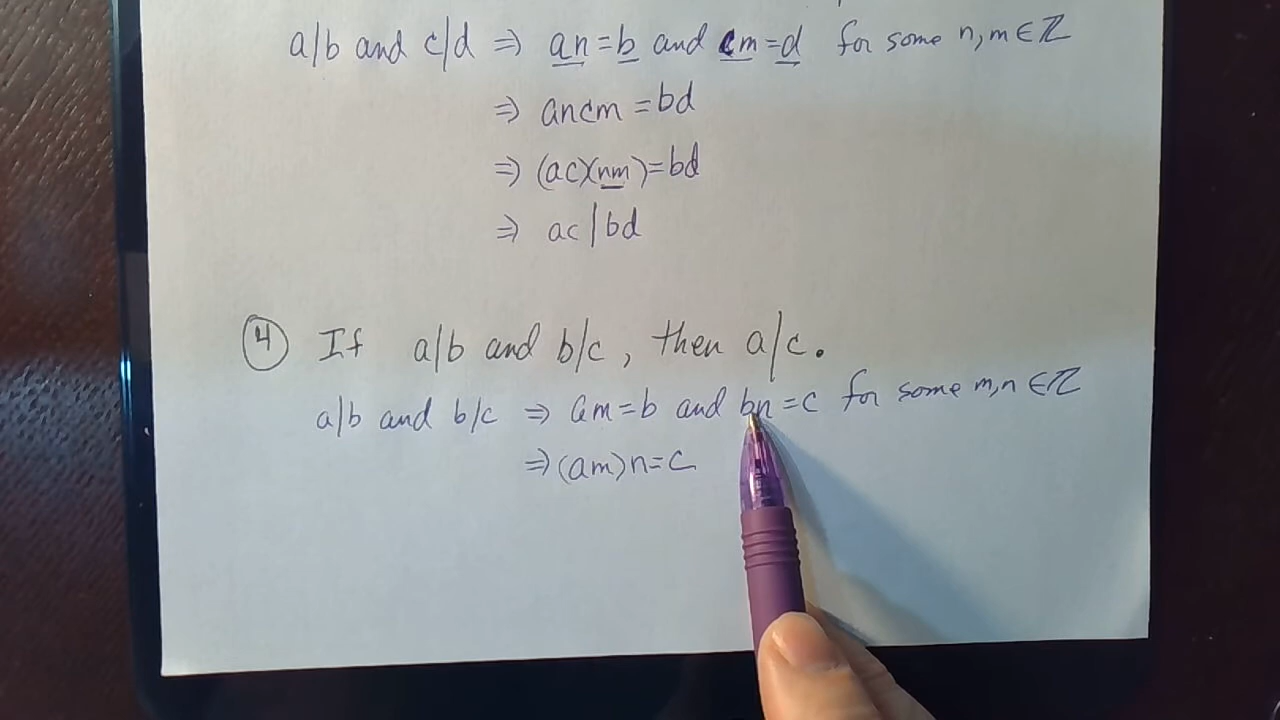 a|b and c|d ⇒ an = b and cm = d for some n, m ∈ ℤ
⇒ ancm = bd
⇒ (ac)(nm) = bd
⇒ ac | bd
④ If a|b and b|c, then a|c.
a|b and b|c ⇒ am = b and bn = c for some m, n ∈ ℤ
⇒ (am)n = c